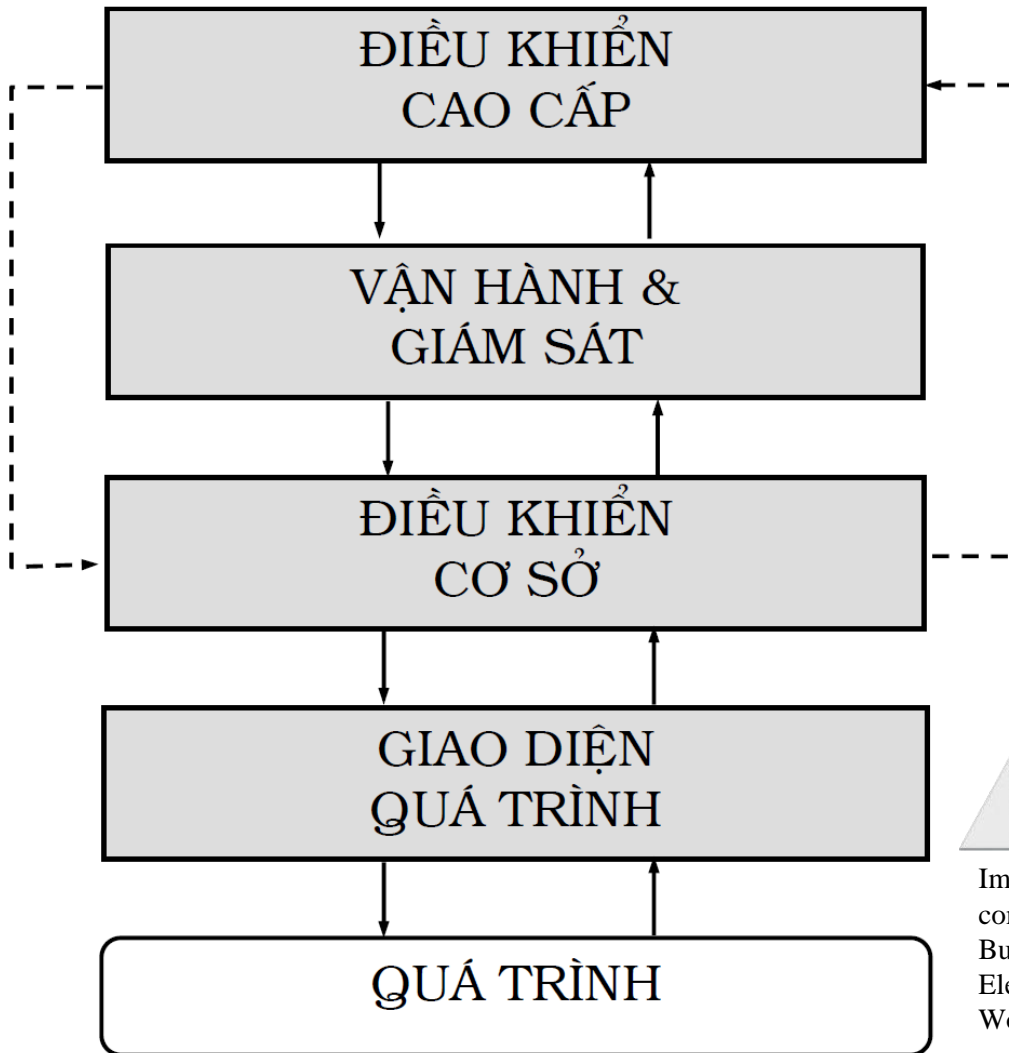 ĐIỀU KHIỂN
CAO CẤP
VẬN HÀNH &
GIÁM SÁT
ĐIỀU KHIỂN
CƠ SỞ
GIAO DIỆN
QUÁ TRÌNH
QUÁ TRÌNH